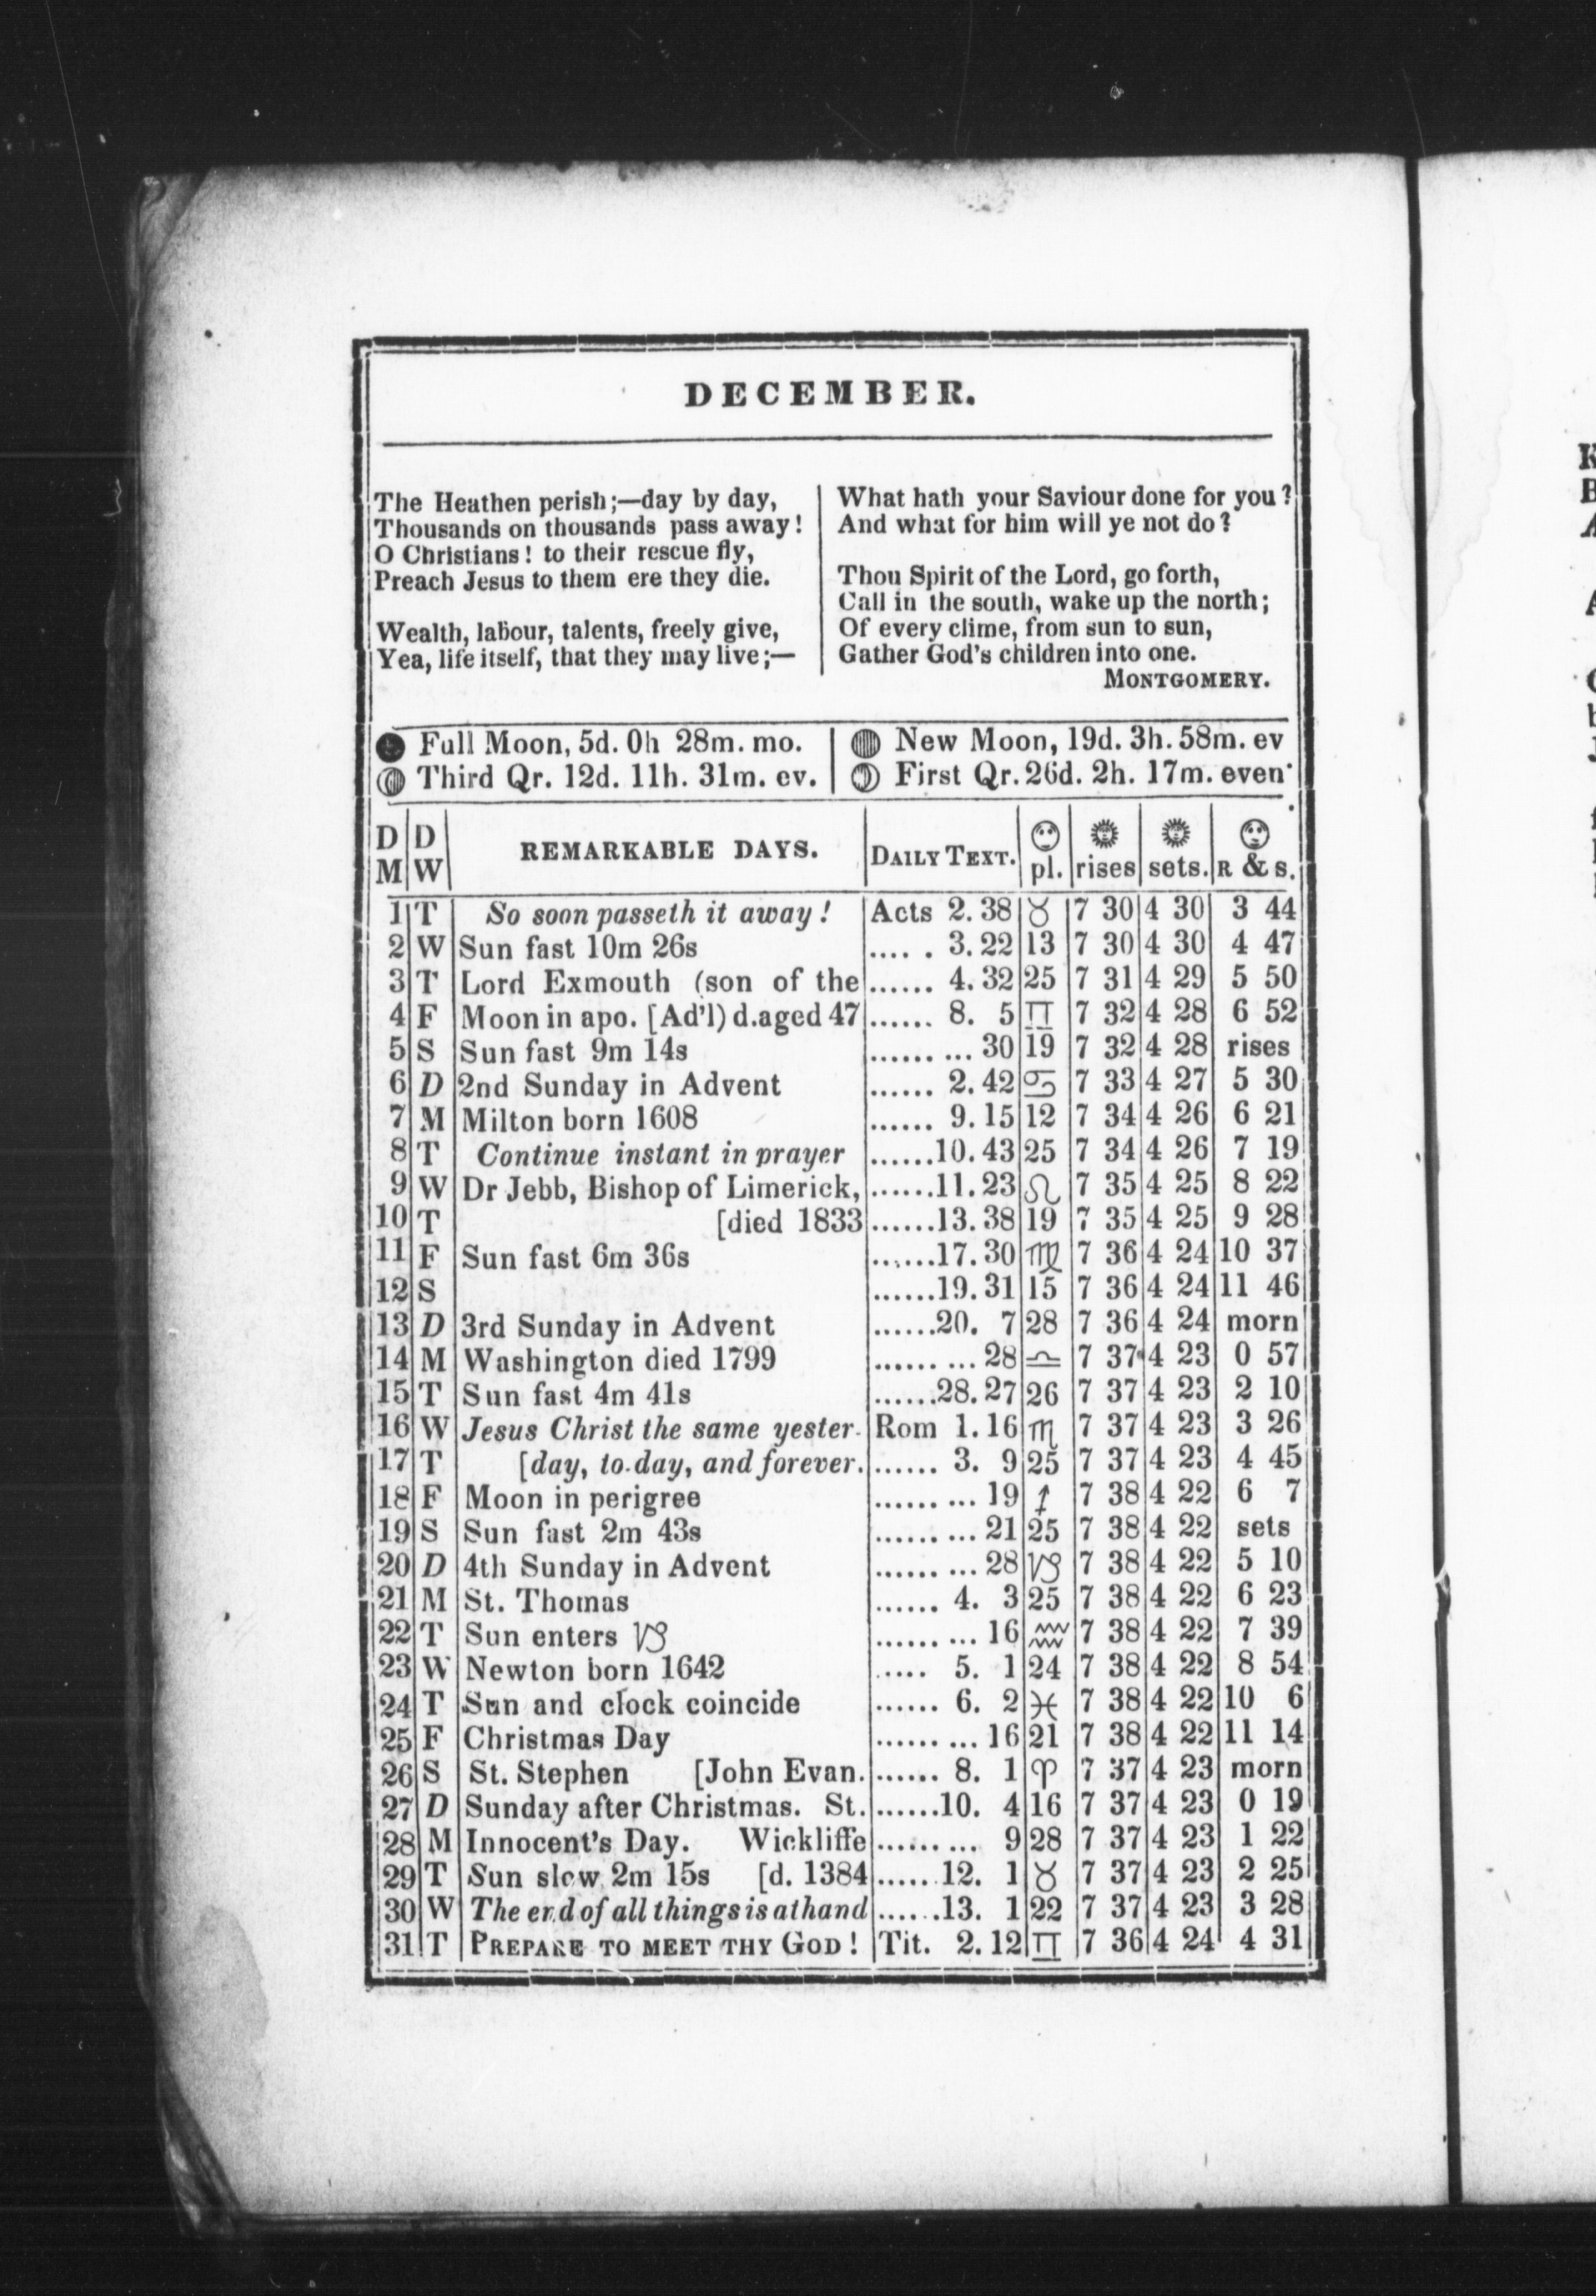 DECEMBER.
The Heathen perish;—day by day,
Thousands on thousands pass away!
O Christians! to their rescue fly,
Preach Jesus to them ere they die.
Wealth, labour, talents, freely give,
Yea, life itself, that they may live;—
What hath your Saviour done for you?
And what for him will ye not do?
Thou Spirit of the Lord, go forth,
Call in the south, wake up the north;
Of every clime, from sun to sun,
Gather God's children into one.
MONTGOMERY.
Full Moon, 5d. 0h 28m. mo.
Third Qr. 12d. 11h. 31m. ev.
New Moon, 19d. 3h. 58m. ev
First Qr. 26d. 2h. 17m. even.
D M | D W | REMARKABLE DAYS. | DAILY TEXT. | pl. | rises | sets. | R & s.
1 T So soon passeth it away! Acts 2. 38 ♉ 7 30 4 30 3 44
2 W Sun fast 10m 26s ..... . 3. 22 13 7 30 4 30 4 47
3 T Lord Exmouth (son of the ...... 4. 32 25 7 31 4 29 5 50
4 F Moon in apo. [Ad'l) d. aged 47 ...... 8. 5 ♊ 7 32 4 28 6 52
5 S Sun fast 9m 14s ...... ... 30 19 7 32 4 28 rises
6 D 2nd Sunday in Advent ...... 2. 42 ♋ 7 33 4 27 5 30
7 M Milton born 1608 ...... 9. 15 12 7 34 4 26 6 21
8 T Continue instant in prayer ......10. 43 25 7 34 4 26 7 19
9 W Dr Jebb, Bishop of Limerick, ......11. 23 ♌ 7 35 4 25 8 22
10 T [died 1833 ......13. 38 19 7 35 4 25 9 28
11 F Sun fast 6m 36s ......17. 30 ♍ 7 36 4 24 10 37
12 S ......19. 31 15 7 36 4 24 11 46
13 D 3rd Sunday in Advent ......20. 7 28 7 36 4 24 morn
14 M Washington died 1799 ...... ... 28 ♎ 7 37 4 23 0 57
15 T Sun fast 4m 41s ......28. 27 26 7 37 4 23 2 10
16 W Jesus Christ the same yester- Rom 1. 16 ♏ 7 37 4 23 3 26
17 T [day, to-day, and forever. ...... 3. 9 25 7 37 4 23 4 45
18 F Moon in perigree ...... ... 19 ♐ 7 38 4 22 6 7
19 S Sun fast 2m 43s ...... ... 21 25 7 38 4 22 sets
20 D 4th Sunday in Advent ...... ... 28 ♑ 7 38 4 22 5 10
21 M St. Thomas ...... 4. 3 25 7 38 4 22 6 23
22 T Sun enters ♑ ...... ... 16 ♒ 7 38 4 22 7 39
23 W Newton born 1642 ..... 5. 1 24 7 38 4 22 8 54
24 T Sun and clock coincide ...... 6. 2 ♓ 7 38 4 22 10 6
25 F Christmas Day ...... ... 16 21 7 38 4 22 11 14
26 S St. Stephen [John Evan. ...... 8. 1 ♈ 7 37 4 23 morn
27 D Sunday after Christmas. St. ......10. 4 16 7 37 4 23 0 19
28 M Innocent's Day. Wickliffe ...... ... 9 28 7 37 4 23 1 22
29 T Sun slow 2m 15s [d. 1384 ......12. 1 ♉ 7 37 4 23 2 25
30 W The end of all things is at hand ......13. 1 22 7 37 4 23 3 28
31 T PREPARE TO MEET THY GOD! Tit. 2. 12 ♊ 7 36 4 24 4 31